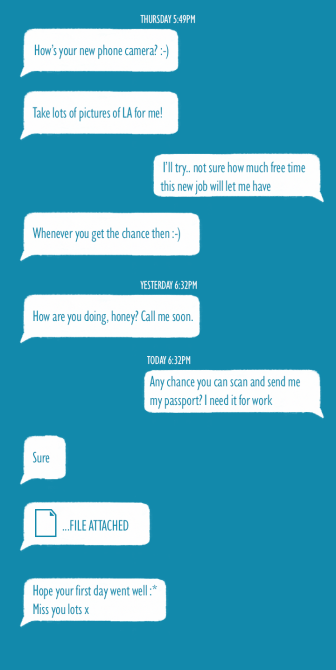 THURSDAY 5:49PM
How's your new phone camera? :-)
Take lots of pictures of LA for me!
I'll try.. not sure how much free time
this new job will let me have
Whenever you get the chance then :-)
YESTERDAY 6:32PM
How are you doing, honey? Call me soon.
TODAY 6:32PM
Any chance you can scan and send me
my passport? I need it for work
Sure
...FILE ATTACHED
Hope your first day went well :*
Miss you lots x